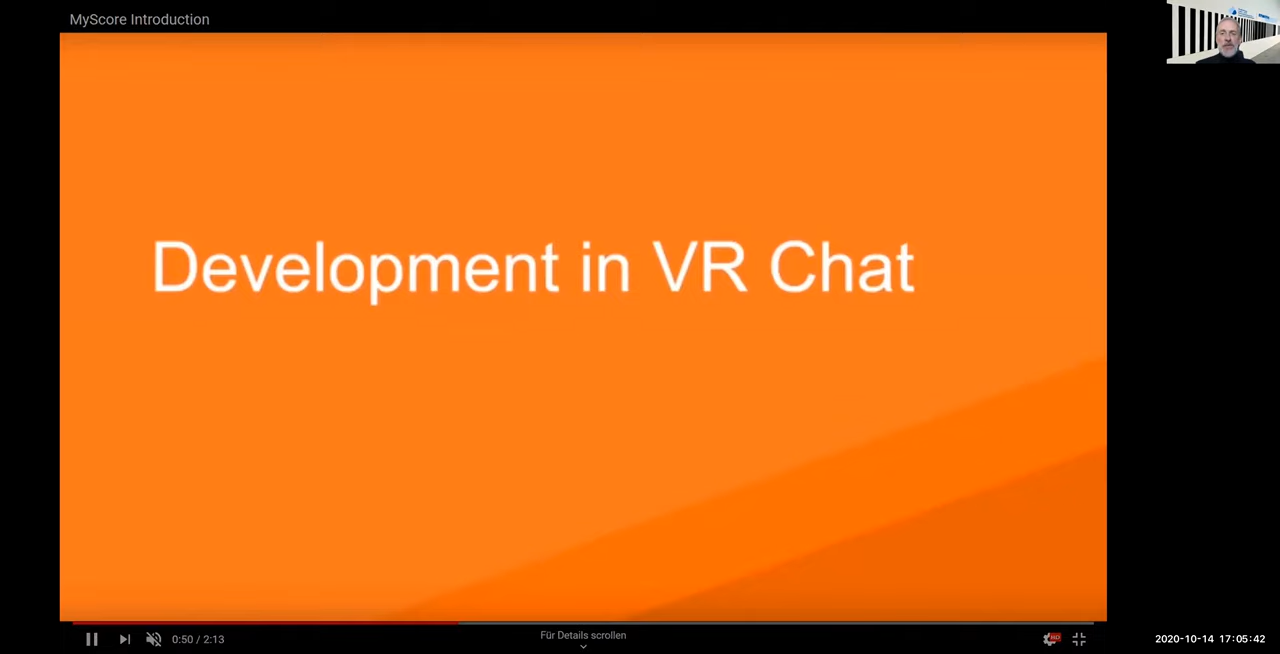 MyScore Introduction
Development in VR Chat
0:50 / 2:13
Für Details scrollen
HD
2020-10-14 17:05:42